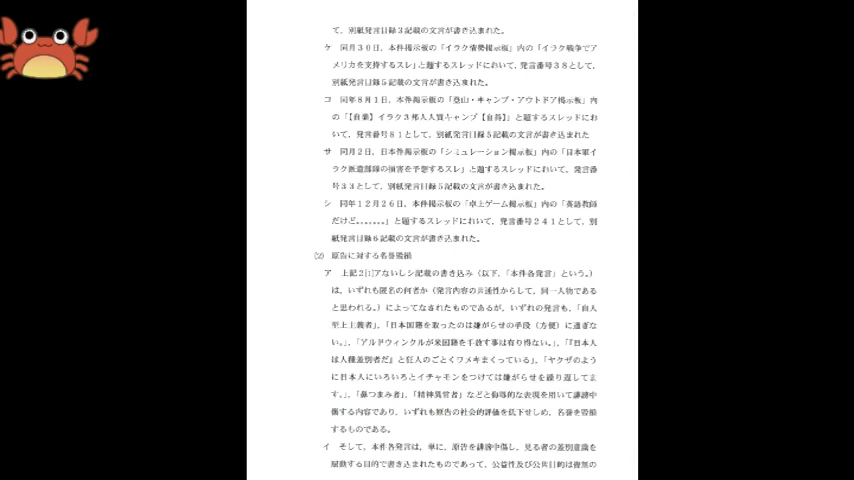 て，別紙発言目録３記載の文言が書き込まれた。
ケ　同月３０日，本件掲示板の「イラク情勢掲示板」内の「イラク戦争でア
メリカを支持するスレ」と題するスレッドにおいて，発言番号３８として，
別紙発言目録５記載の文言が書き込まれた。
コ　同年８月１日，本件掲示板の「登山・キャンプ・アウトドア掲示板」内
の「【自業】イラク３邦人人質キャンプ【自得】」と題するスレッドにお
いて，発言番号８１として，別紙発言目録５記載の文言が書き込まれた
サ　同月２日，日本件掲示板の「シミュレーション掲示板」内の「日本軍イ
ラク派遣部隊の損害を予想するスレ」と題するスレッドにおいて，発言番
号３３として，別紙発言目録５記載の文言が書き込まれた。
シ　同年１２月２６日，本件掲示板の「卓上ゲーム掲示板」内の「英語教師
だけど。。。。。。。」と題するスレッドにおいて，発言番号２４１として，別
紙発言目録６記載の文言が書き込まれた。
(2)　原告に対する名誉毀損
ア　上記２(1)アないしシ記載の書き込み（以下，「本件各発言」という。）
は，いずれも匿名の何者か（発言内容の共通性からして，同一人物である
と思われる。）によってなされたものであるが，いずれの発言も，「白人
至上主義者」，「日本国籍を取ったのは嫌がらせの手段（方便）に過ぎな
い。」，「アルドウィンクルが米国籍を手放す事は有り得ない。」，「『日本人
は人種差別者だ』と狂人のごとくワメキまくっている」，「ヤクザのよう
に日本人にいろいろとイチャモンをつけては嫌がらせを繰り返してま
す。」，「鼻つまみ者」，「精神異常者」などと侮辱的な表現を用いて誹謗中
傷する内容であり，いずれも原告の社会的評価を低下せしめ，名誉を毀損
するものである。
イ　そして，本件各発言は，単に，原告を誹謗中傷し，見る者の差別意識を
扇動する目的で書き込まれたものであって，公益性及び公共目的は皆無の